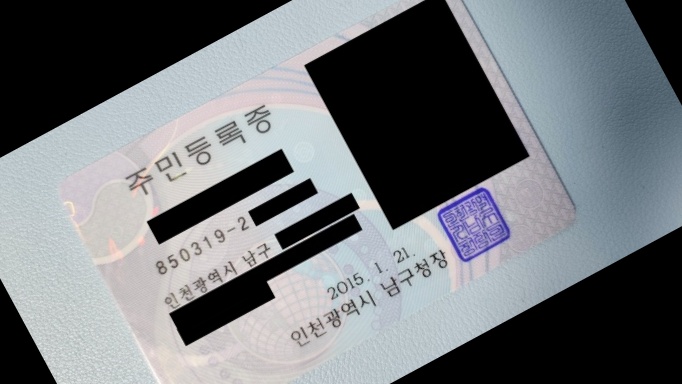 주민등록증
850319-2
인천광역시 남구
2015. 1. 21.
인천광역시 남구청장